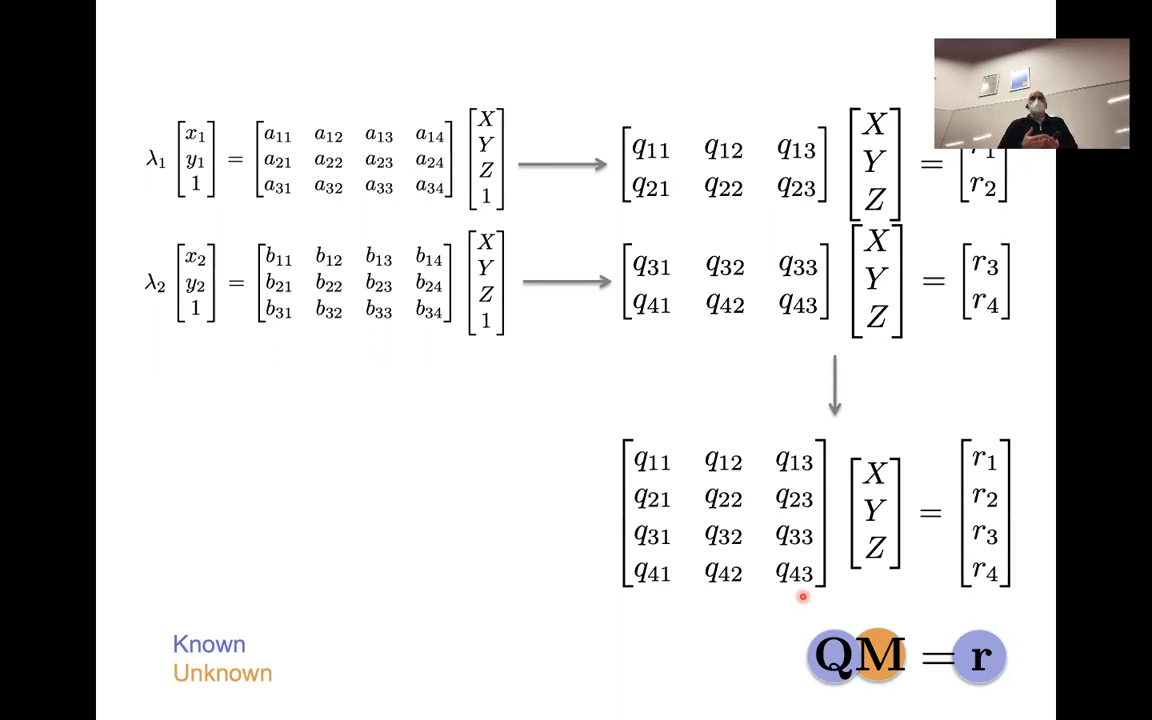 λ₁ [x₁; y₁; 1] = [a₁₁ a₁₂ a₁₃ a₁₄; a₂₁ a₂₂ a₂₃ a₂₄; a₃₁ a₃₂ a₃₃ a₃₄] [X; Y; Z; 1] → [q₁₁ q₁₂ q₁₃; q₂₁ q₂₂ q₂₃] [X; Y; Z] = [r₁; r₂]
λ₂ [x₂; y₂; 1] = [b₁₁ b₁₂ b₁₃ b₁₄; b₂₁ b₂₂ b₂₃ b₂₄; b₃₁ b₃₂ b₃₃ b₃₄] [X; Y; Z; 1] → [q₃₁ q₃₂ q₃₃; q₄₁ q₄₂ q₄₃] [X; Y; Z] = [r₃; r₄]
[q₁₁ q₁₂ q₁₃; q₂₁ q₂₂ q₂₃; q₃₁ q₃₂ q₃₃; q₄₁ q₄₂ q₄₃] [X; Y; Z] = [r₁; r₂; r₃; r₄]
Known
Unknown
QM = r